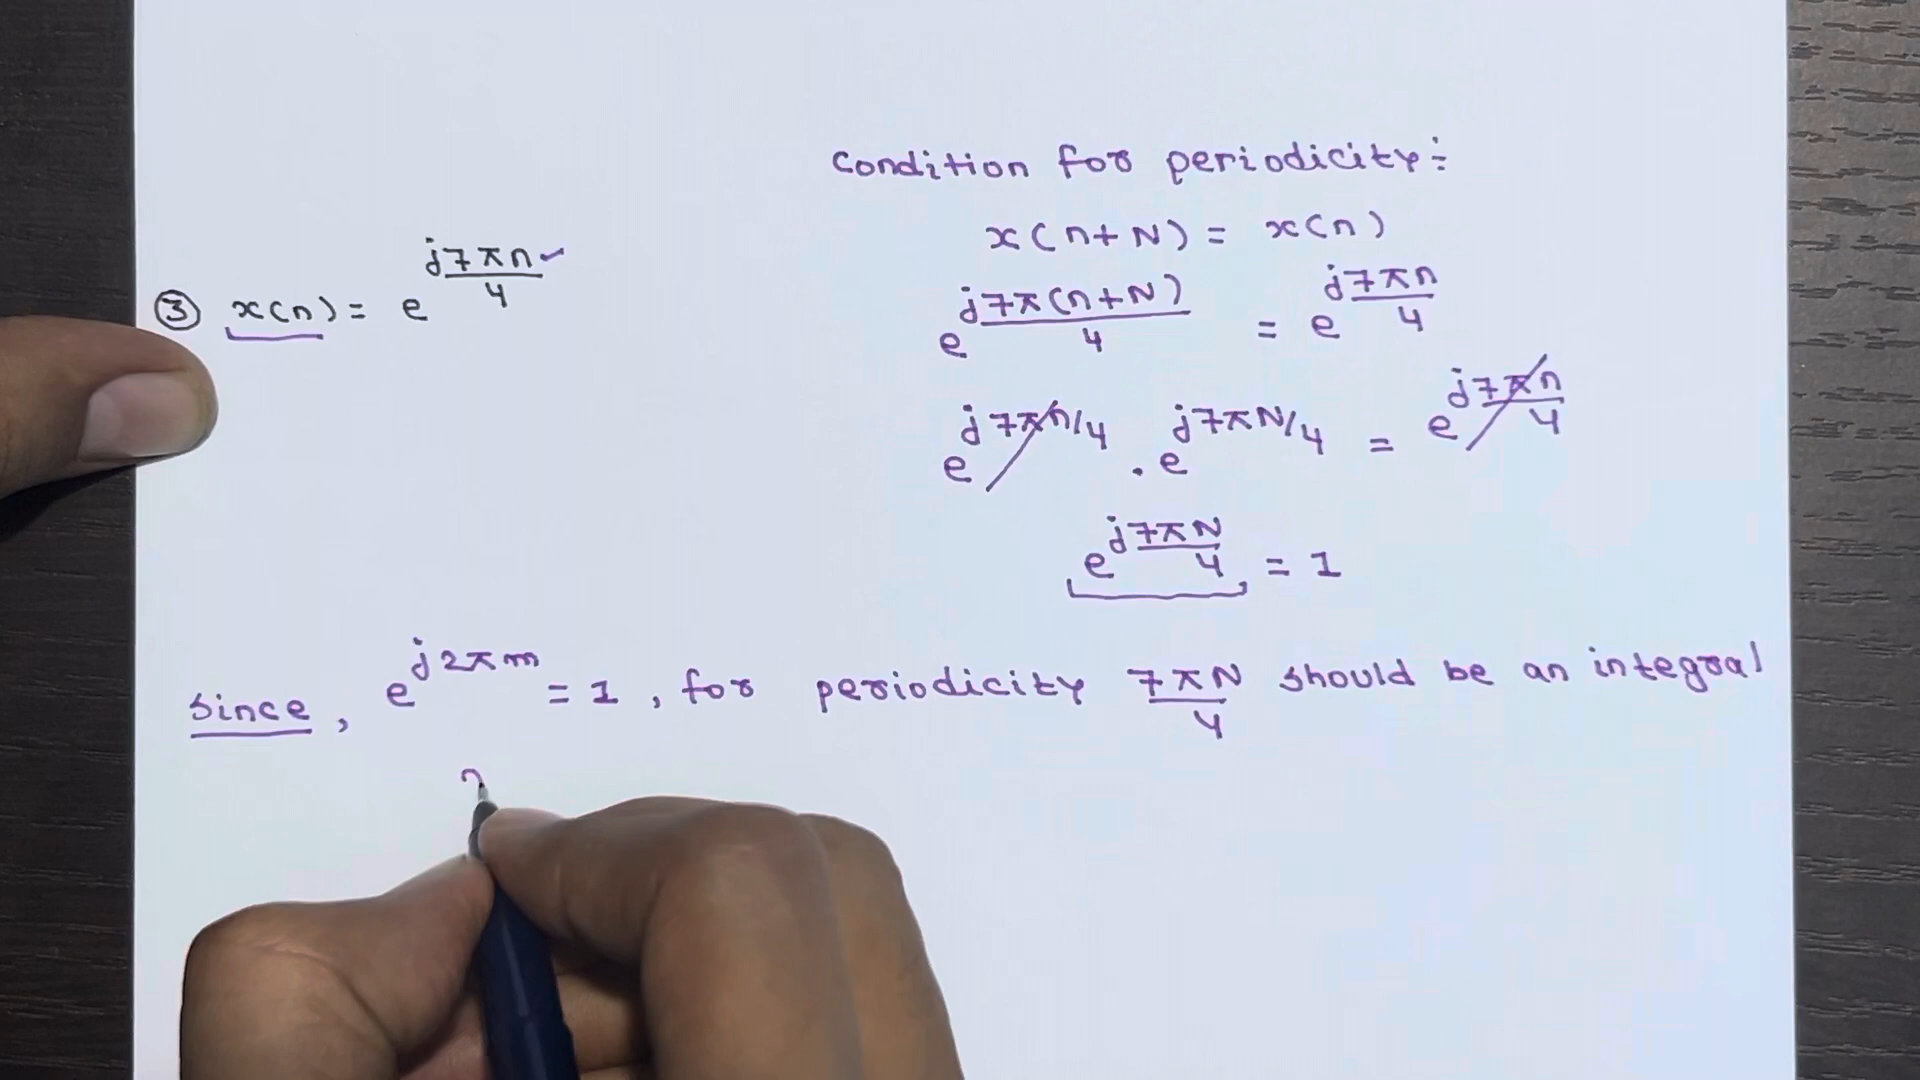 Condition for periodicity:
x(n+N) = x(n)
③ x(n) = e^{j7πn/4}
e^{j7π(n+N)/4} = e^{j7πn/4}
e^{j7πn/4} . e^{j7πN/4} = e^{j7πn/4}
e^{j7πN/4} = 1
Since, e^{j2πm} = 1, for periodicity 7πN/4 should be an integral